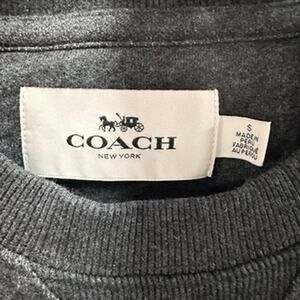 COACH
NEW YORK
S
MADE IN
PERU
FABRIQUÉ
AU PÉROU